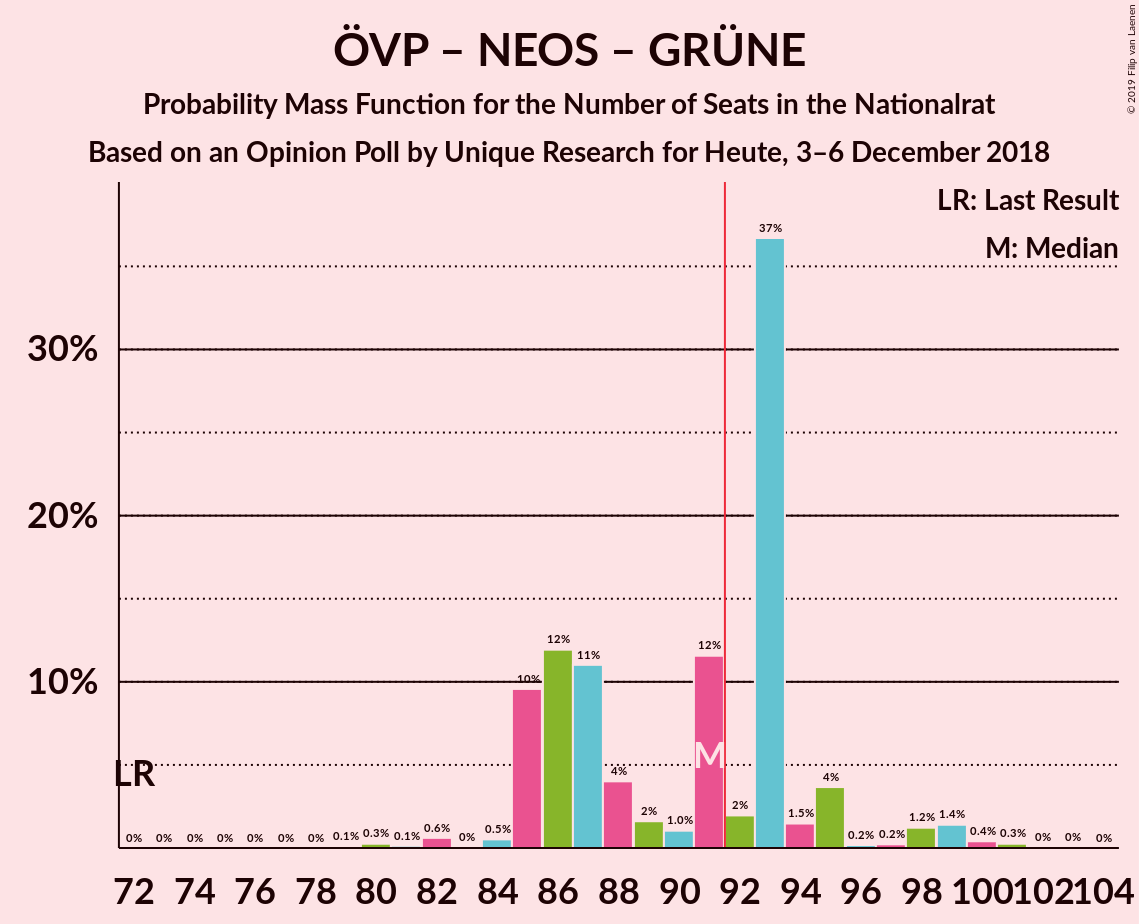 ÖVP – NEOS – GRÜNE
Probability Mass Function for the Number of Seats in the Nationalrat
Based on an Opinion Poll by Unique Research for Heute, 3–6 December 2018
© 2019 Filip van Laenen
LR: Last Result
M: Median
37%
30%
20%
12%
12%
11%
10%
10%
M
LR
4%
4%
2%
2%
0% 0% 0% 0% 0% 0% 0% 0.1% 0.3% 0.1% 0.6% 0% 0.5% 1.0% 1.5% 0.2% 0.2% 1.2% 1.4% 0.4% 0.3% 0% 0% 0%
72 74 76 78 80 82 84 86 88 90 92 94 96 98 100 102 104